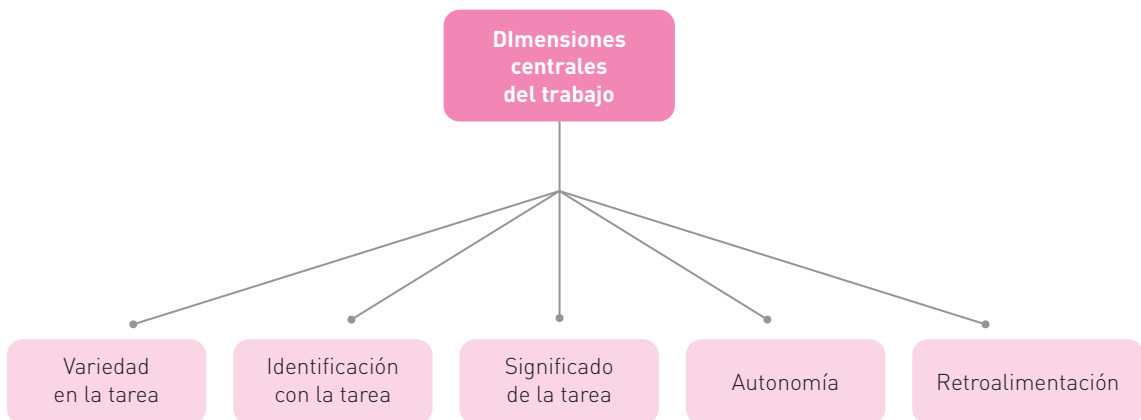 DImensiones
centrales
del trabajo
Variedad
en la tarea
Identificación
con la tarea
Significado
de la tarea
Autonomía
Retroalimentación